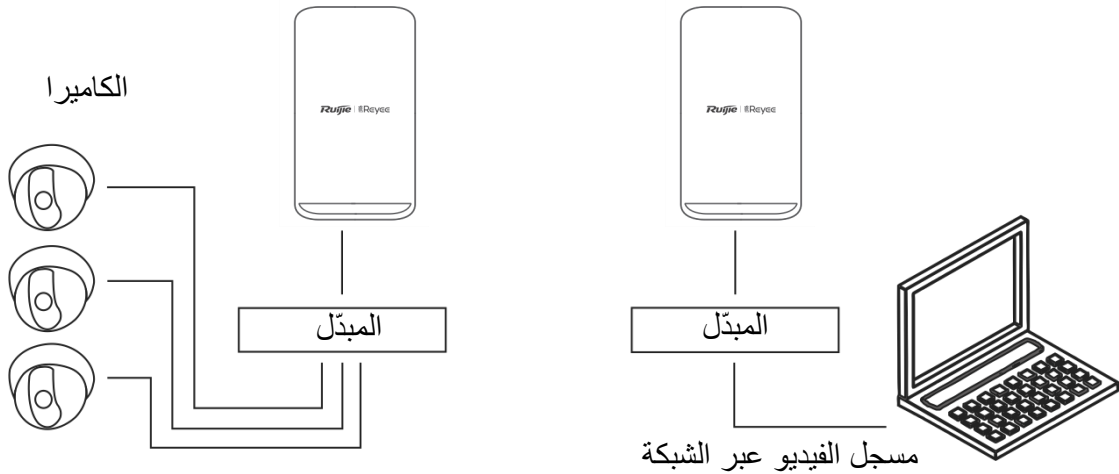 الكاميرا
Ruijie | Reyee
Ruijie | Reyee
المبدّل
المبدّل
مسجل الفيديو عبر الشبكة